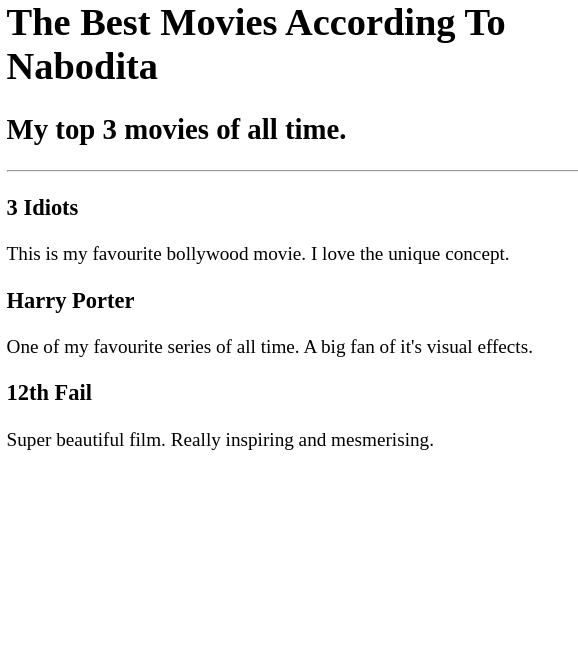 The Best Movies According To
Nabodita
My top 3 movies of all time.
3 Idiots
This is my favourite bollywood movie. I love the unique concept.
Harry Porter
One of my favourite series of all time. A big fan of it's visual effects.
12th Fail
Super beautiful film. Really inspiring and mesmerising.